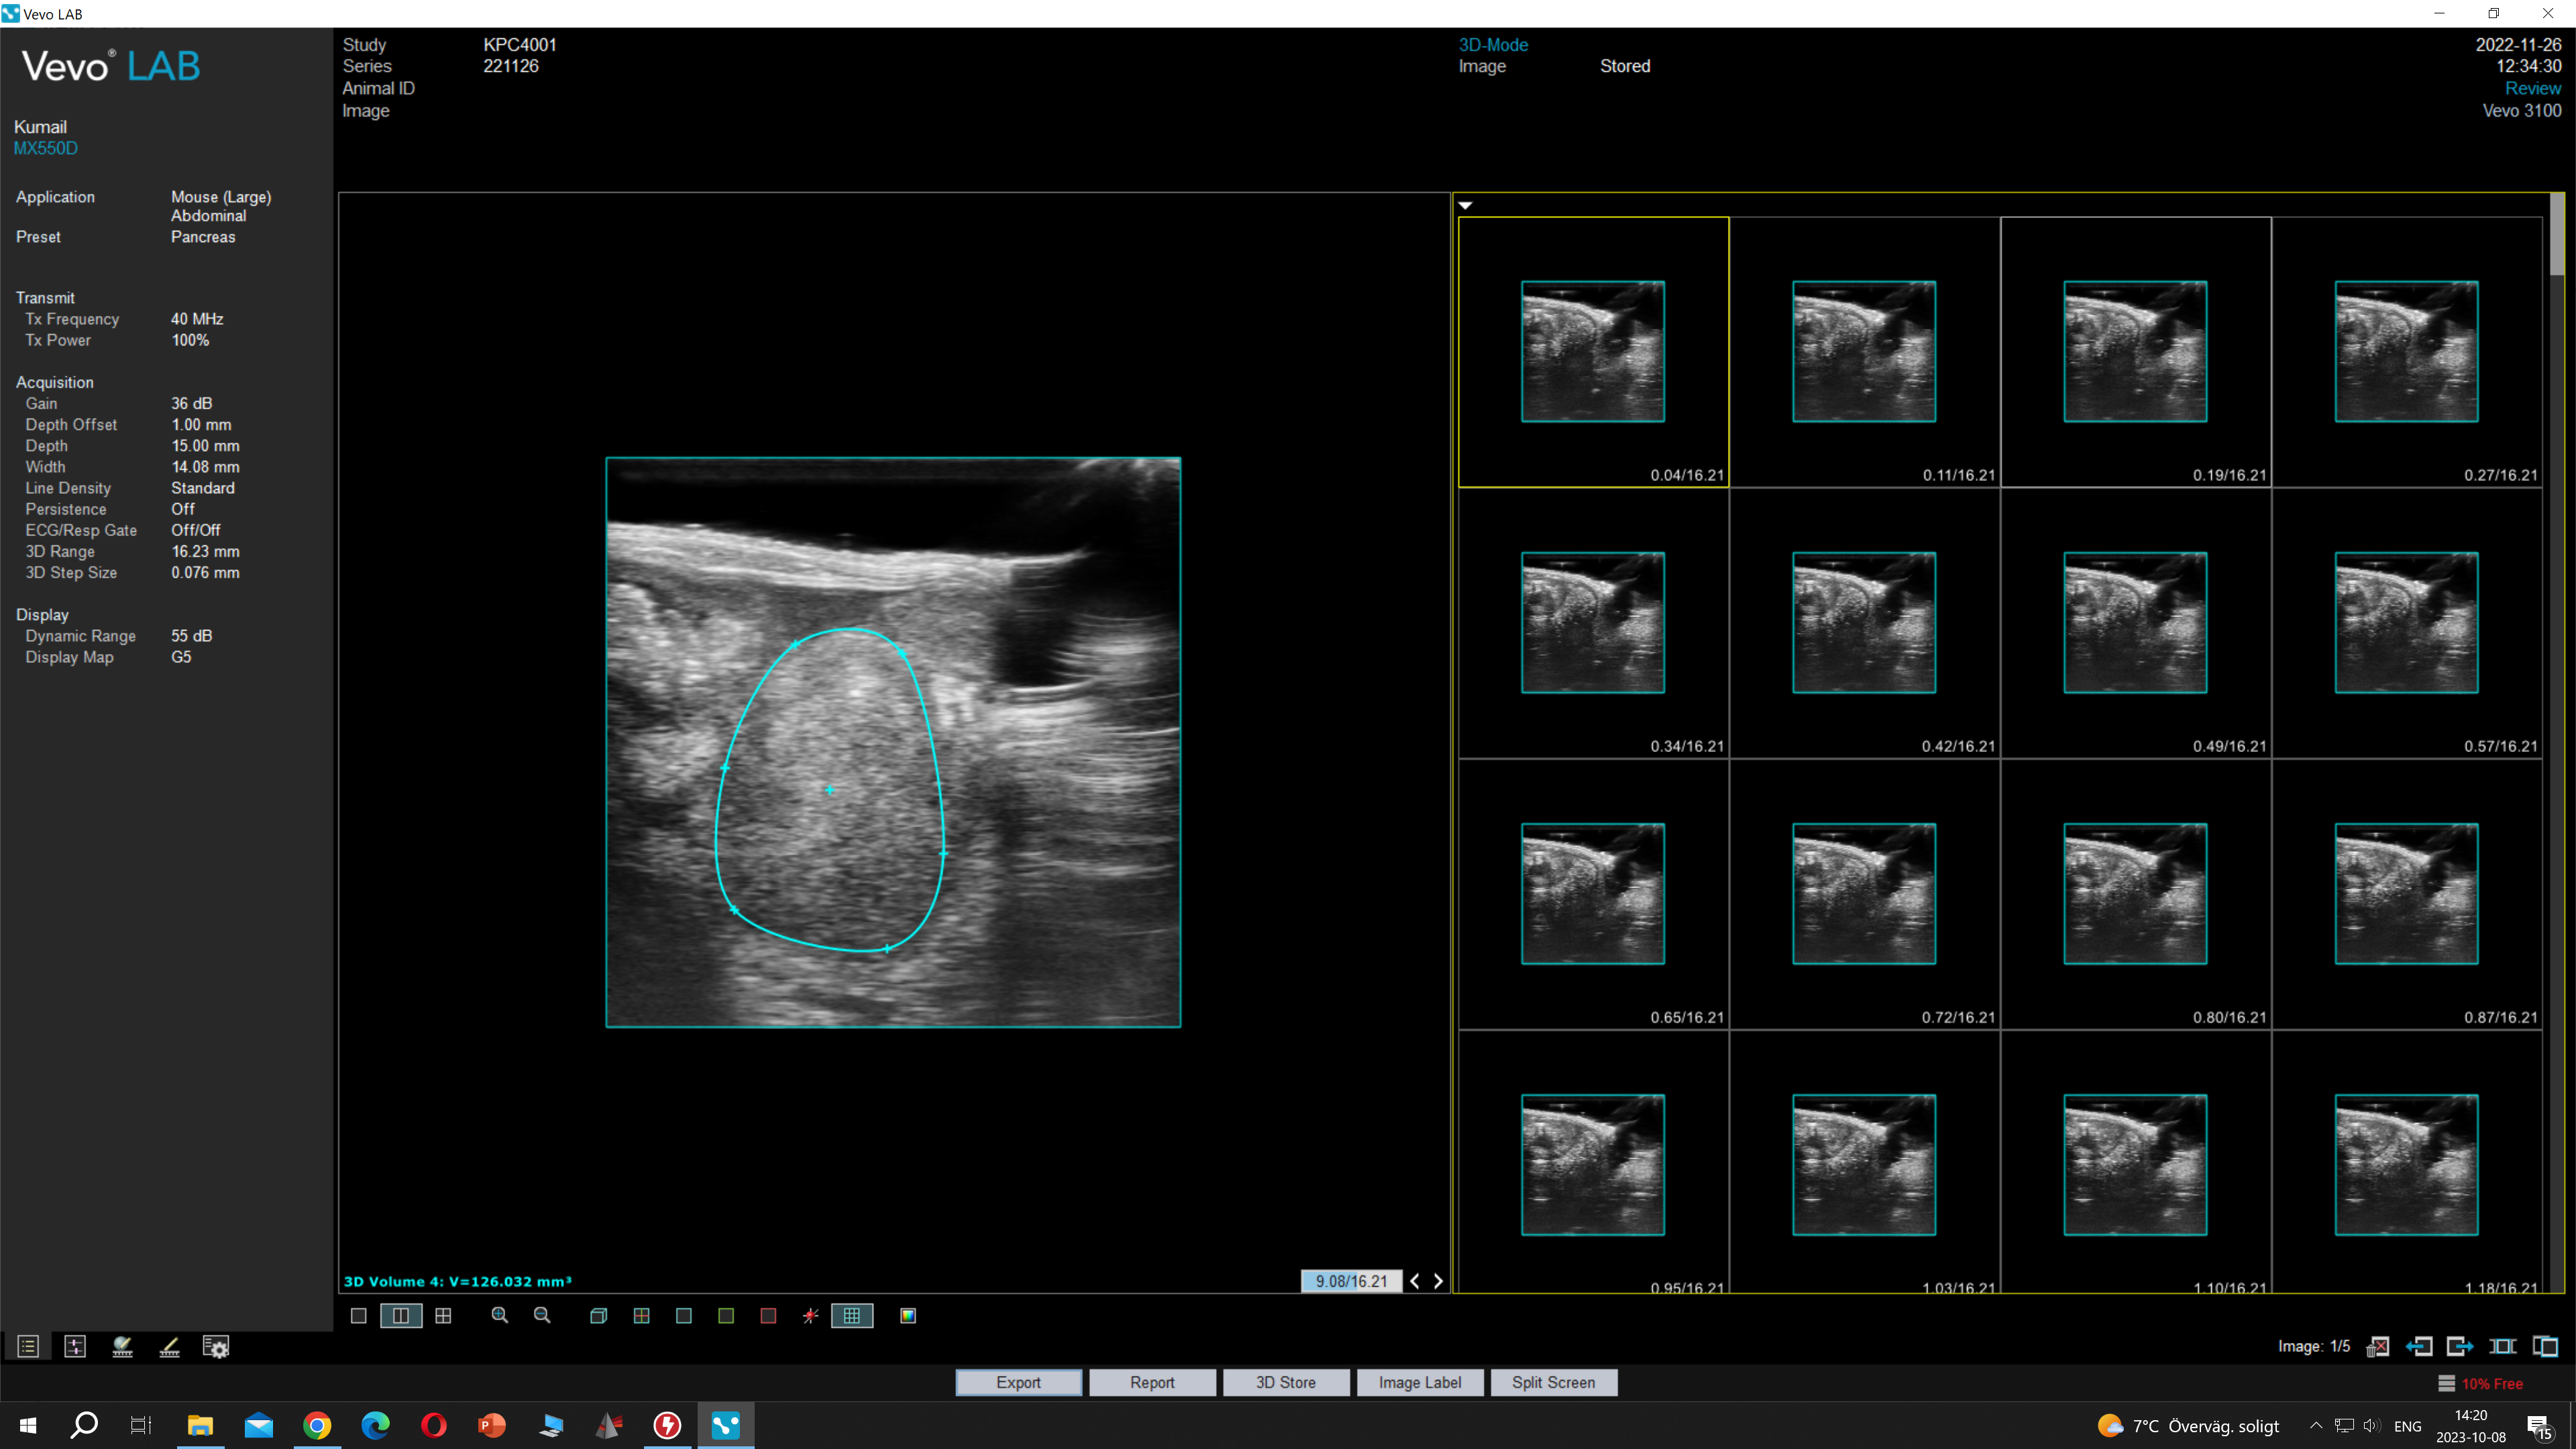 Vevo LAB
Vevo® LAB
Study KPC4001
Series 221126
Animal ID
Image
3D-Mode
Image Stored
2022-11-26
12:34:30
Review
Vevo 3100
Kumail
MX550D
Application Mouse (Large)
Abdominal
Preset Pancreas
Transmit
Tx Frequency 40 MHz
Tx Power 100%
Acquisition
Gain 36 dB
Depth Offset 1.00 mm
Depth 15.00 mm
Width 14.08 mm
Line Density Standard
Persistence Off
ECG/Resp Gate Off/Off
3D Range 16.23 mm
3D Step Size 0.076 mm
Display
Dynamic Range 55 dB
Display Map G5
0.04/16.21 0.11/16.21 0.19/16.21 0.27/16.21
0.34/16.21 0.42/16.21 0.49/16.21 0.57/16.21
0.65/16.21 0.72/16.21 0.80/16.21 0.87/16.21
0.95/16.21 1.03/16.21 1.10/16.21 1.18/16.21
3D Volume 4: V=126.032 mm³
9.08/16.21
Image: 1/5
Export Report 3D Store Image Label Split Screen
10% Free
7°C Överväg. soligt
ENG
14:20
2023-10-08
15